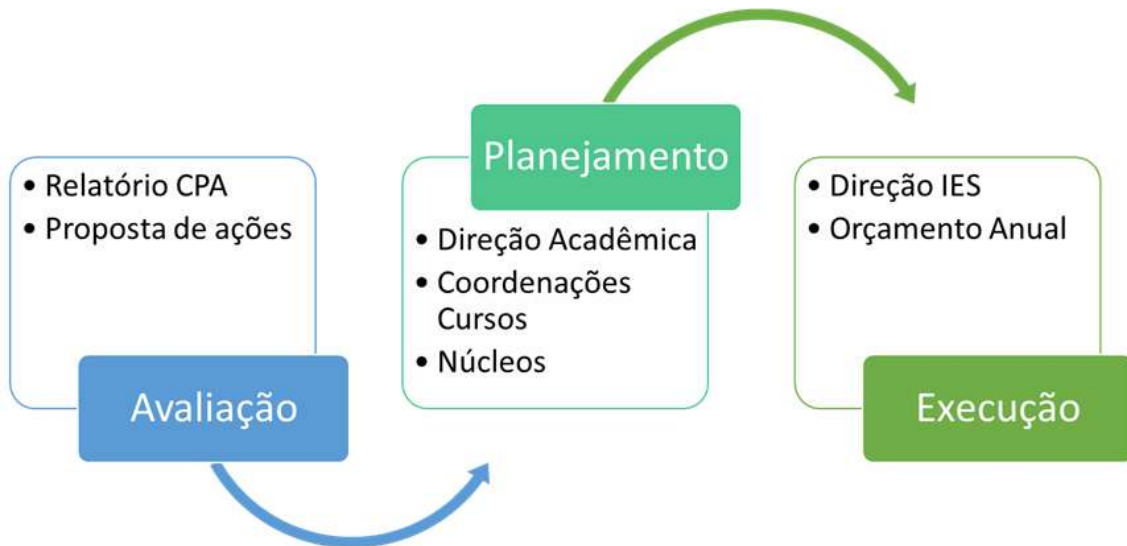 • Relatório CPA
• Proposta de ações
Avaliação
Planejamento
• Direção Acadêmica
• Coordenações
Cursos
• Núcleos
• Direção IES
• Orçamento Anual
Execução